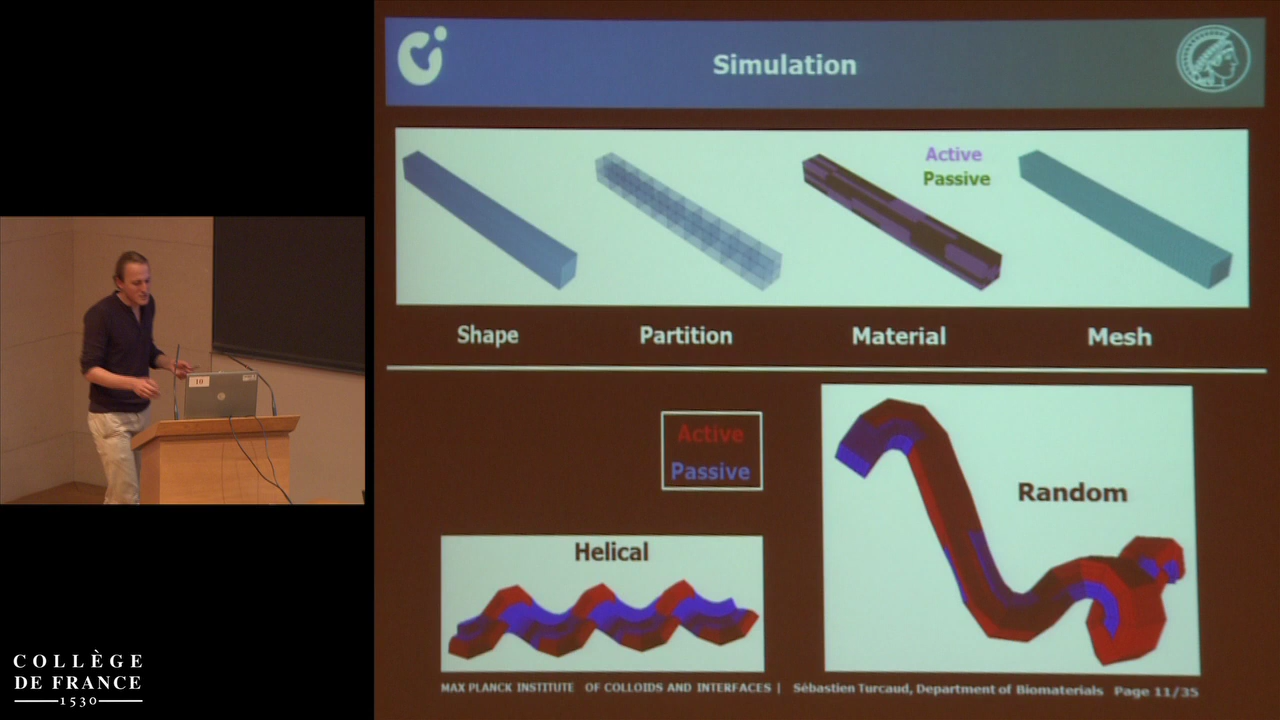 Simulation
Active
Passive
Shape
Partition
Material
Mesh
Active
Passive
Random
Helical
MAX PLANCK INSTITUTE OF COLLOIDS AND INTERFACES | Sébastien Turcaud, Department of Biomaterials Page 11/35
10
COLLÈGE
DE FRANCE
1530